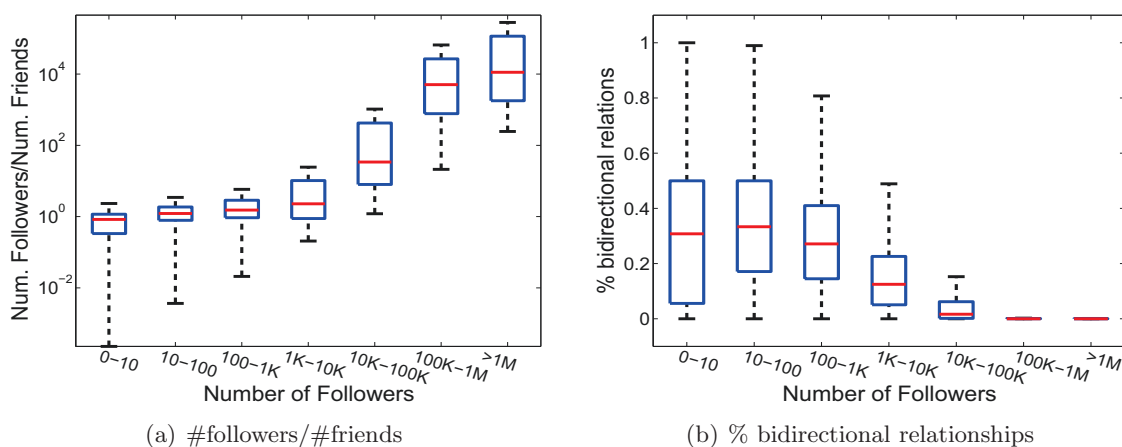 Num. Followers/Num. Friends
10^4
10^2
10^0
10^-2
0-10
10-100
100-1K
1K-10K
10K-100K
100K-1M
>1M
Number of Followers
(a) #followers/#friends
% bidirectional relations
1
0.8
0.6
0.4
0.2
0
0-10
10-100
100-1K
1K-10K
10K-100K
100K-1M
>1M
Number of Followers
(b) % bidirectional relationships